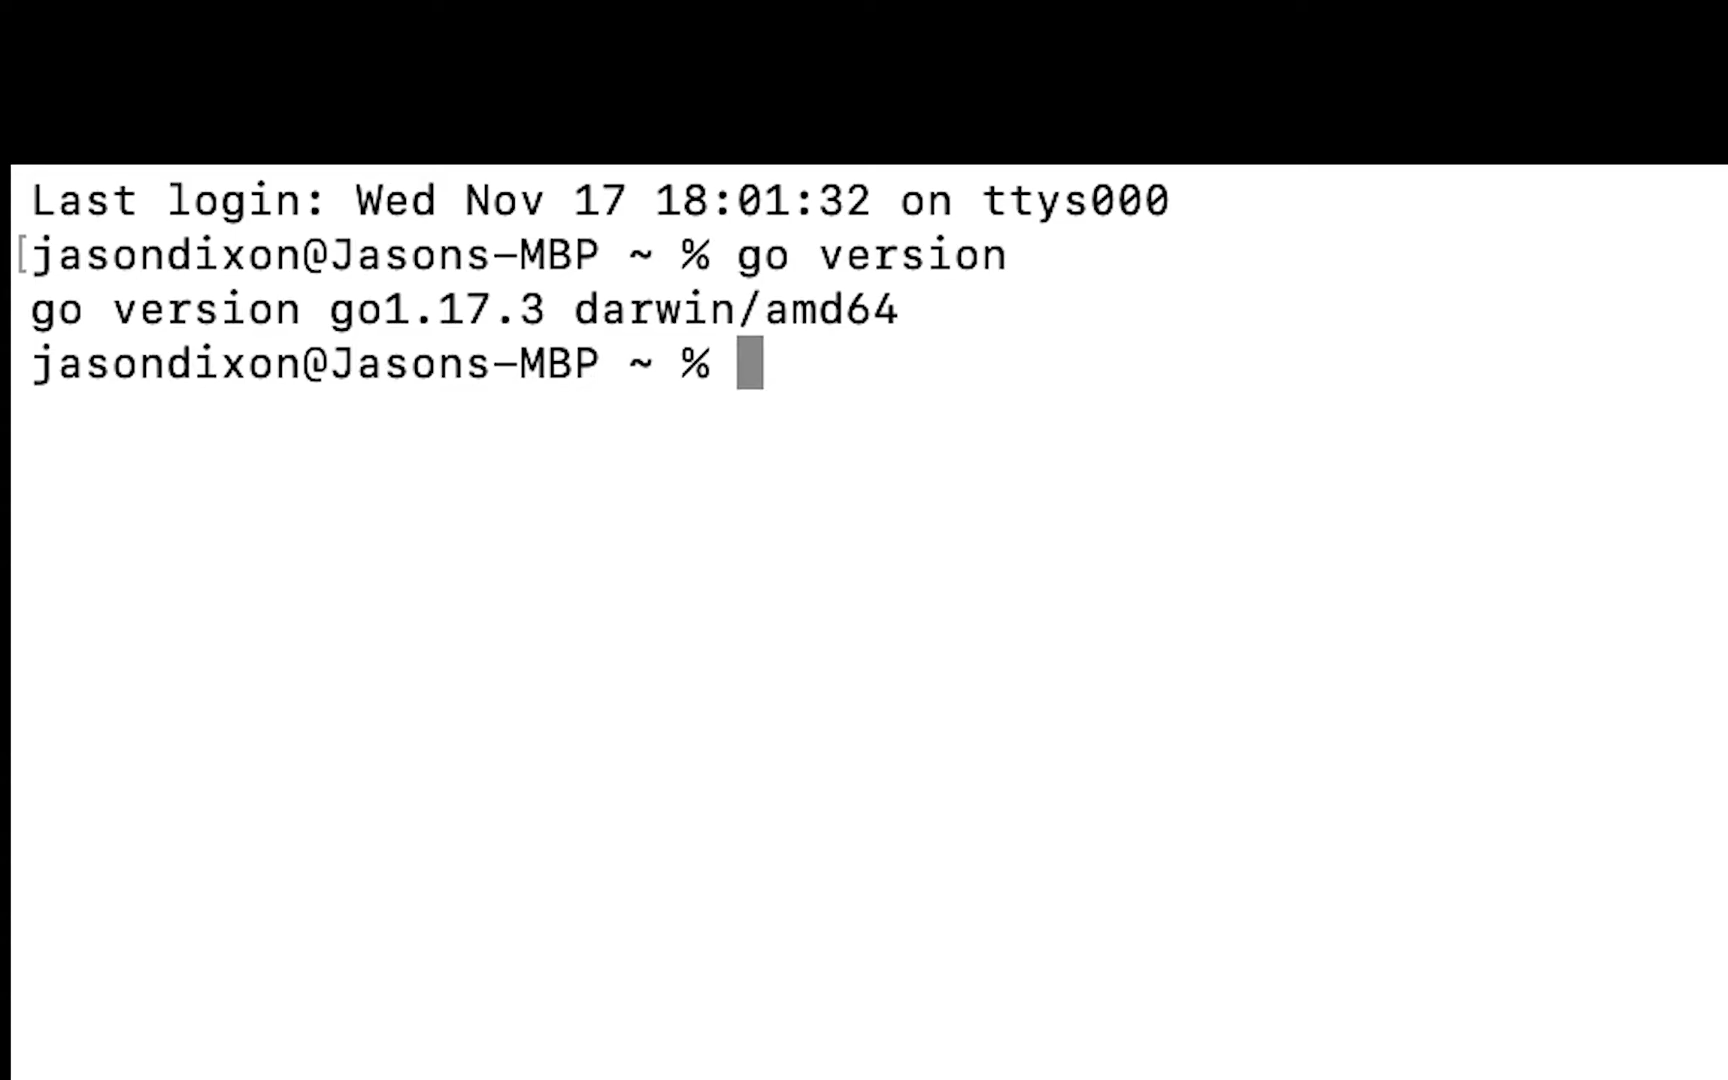 Last login: Wed Nov 17 18:01:32 on ttys000
[jasondixon@Jasons-MBP ~ % go version
go version go1.17.3 darwin/amd64
jasondixon@Jasons-MBP ~ %